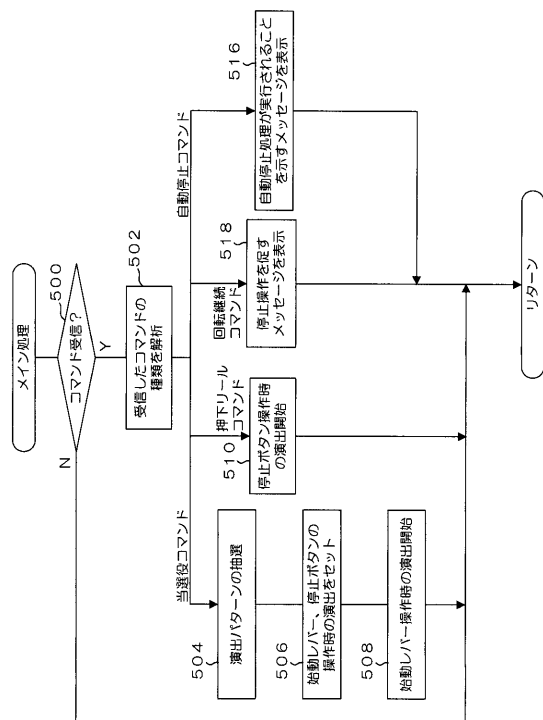 メイン処理
500
コマンド受信?
N
Y
502
受信したコマンドの
種類を解析
当選役コマンド
押下リール
コマンド
回転継続
コマンド
自動停止コマンド
504
演出パターンの抽選
506
始動レバー、停止ボタンの
操作時の演出をセット
508
始動レバー操作時の演出開始
510
停止ボタン操作時
の演出開始
518
停止操作を促す
メッセージを表示
516
自動停止処理が実行されること
を示すメッセージを表示
リターン